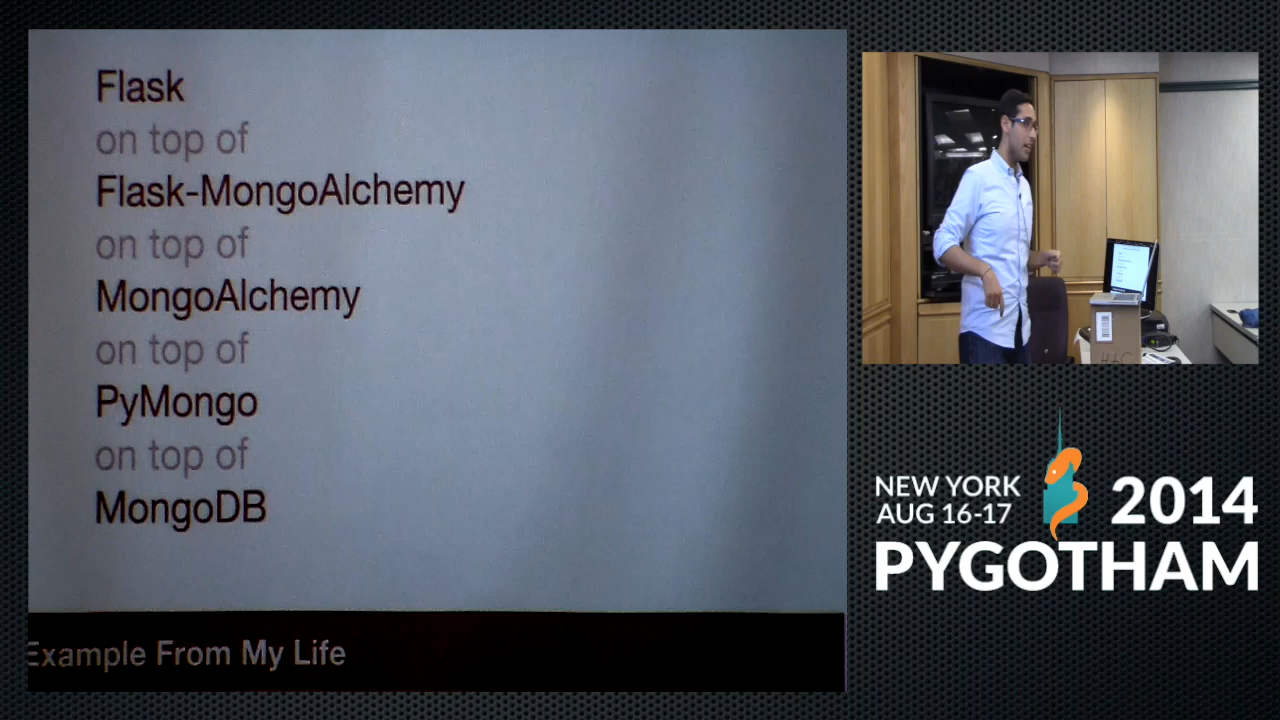 Flask
on top of
Flask-MongoAlchemy
on top of
MongoAlchemy
on top of
PyMongo
on top of
MongoDB
Example From My Life
NEW YORK
AUG 16-17
2014
PYGOTHAM
H+C